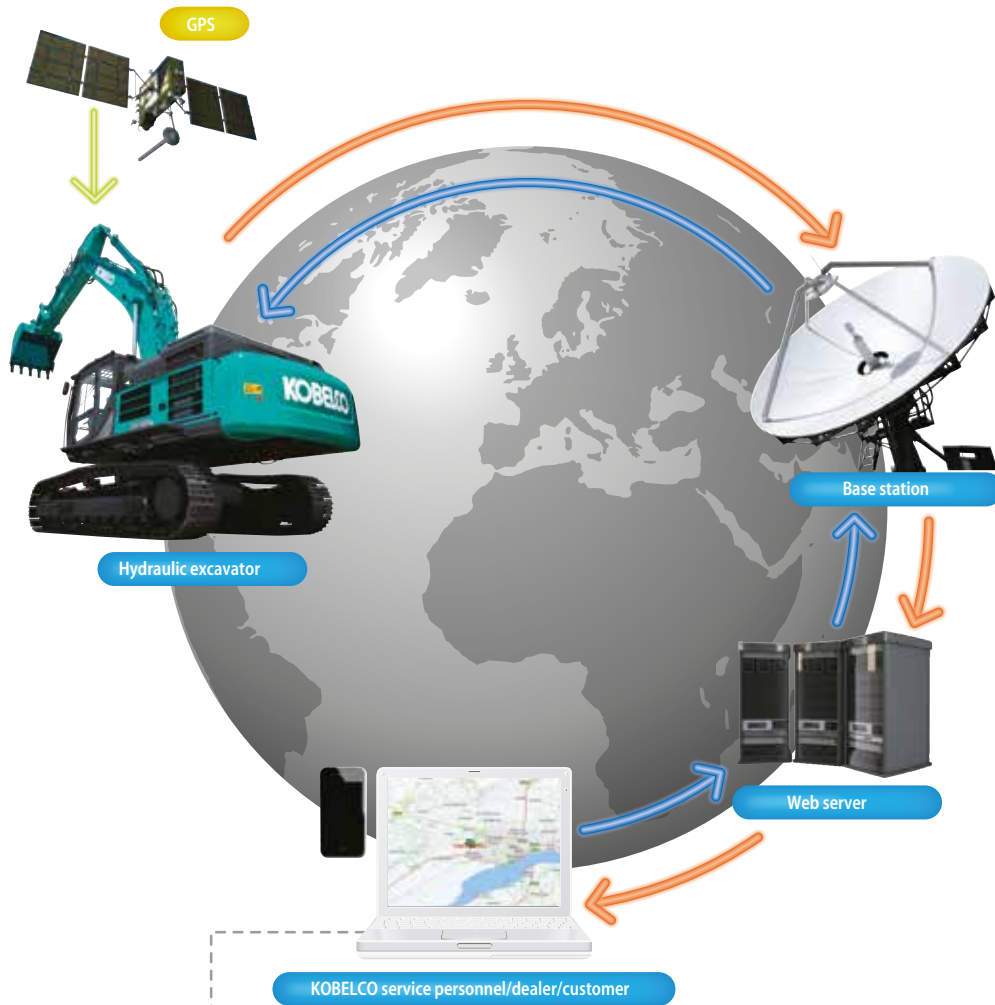 GPS
KOBELCO
Base station
Hydraulic excavator
Web server
KOBELCO service personnel/dealer/customer